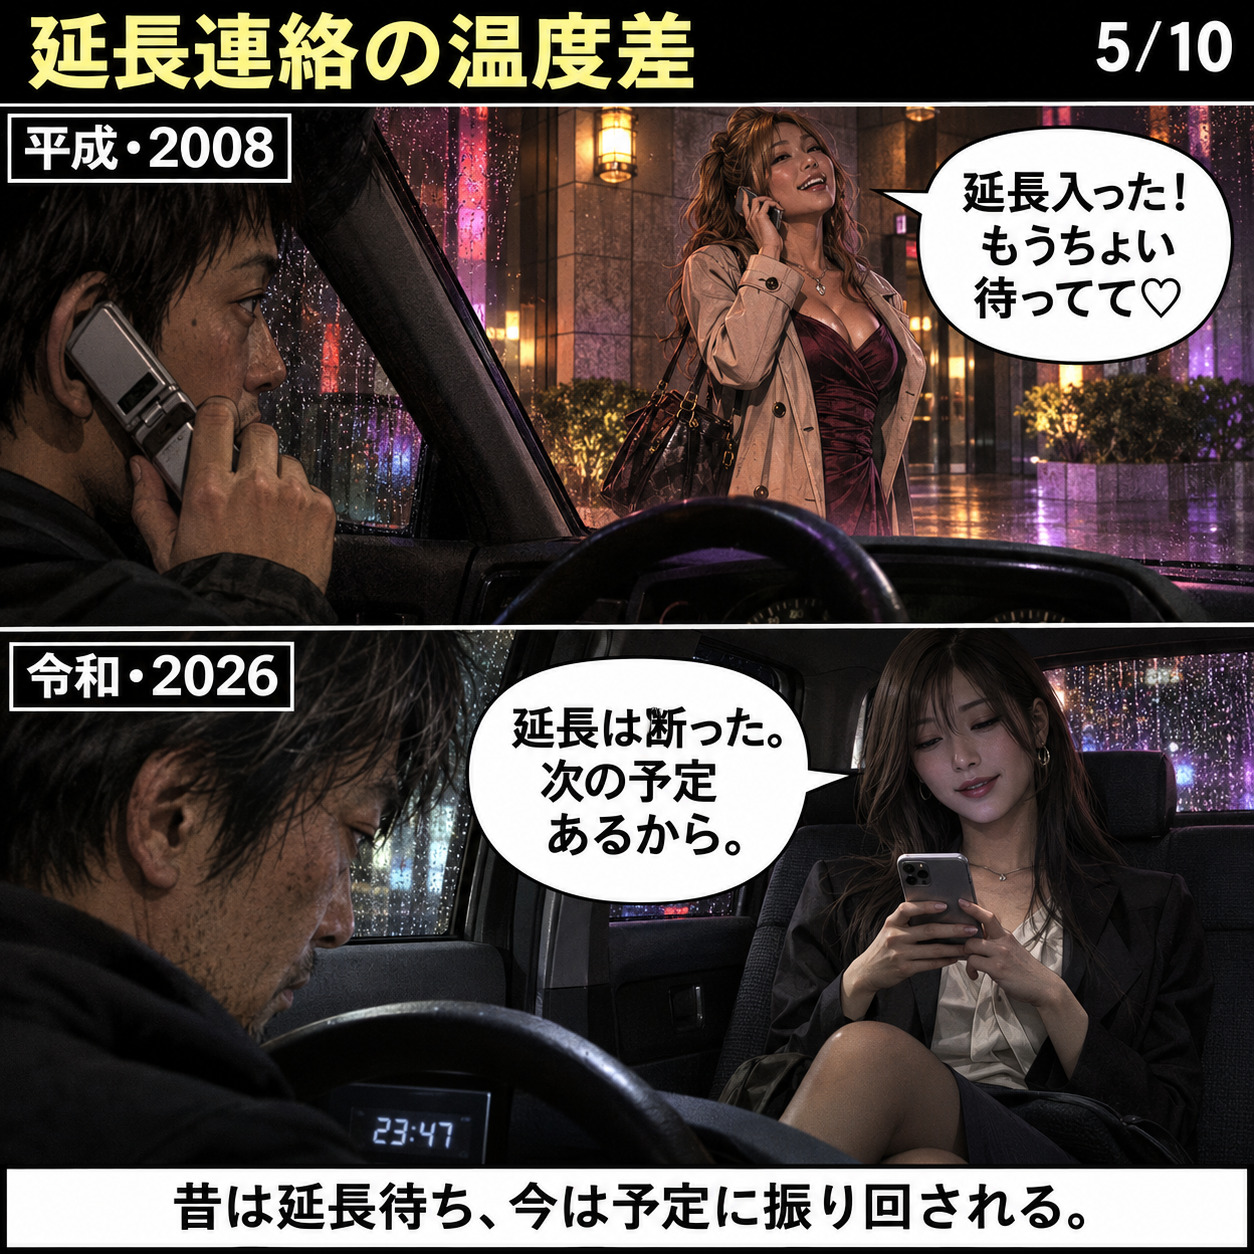 延長連絡の温度差
5/10
平成・2008
延長入った！
もうちょい
待ってて♡
令和・2026
延長は断った。
次の予定
あるから。
23:47
昔は延長待ち、今は予定に振り回される。